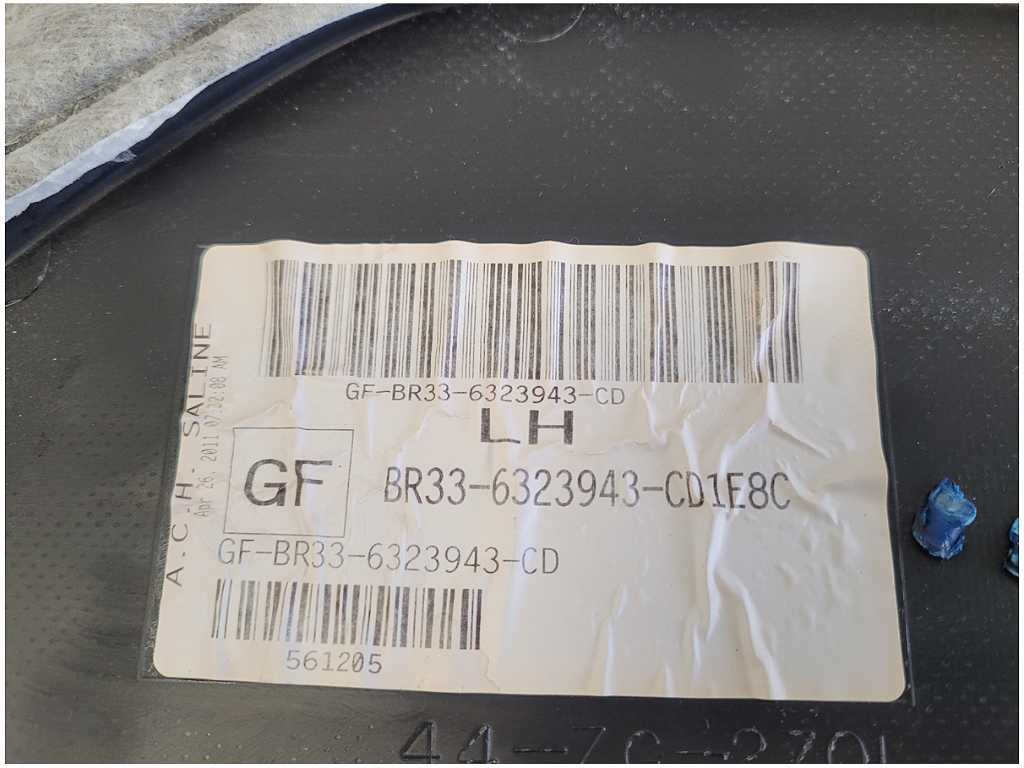 GF-BR33-6323943-CD
LH
GF
BR33-6323943-CD1E8C
GF-BR33-6323943-CD
561205
A.C.H.- SALINE
Apr 26, 2011 07:22:08 AM